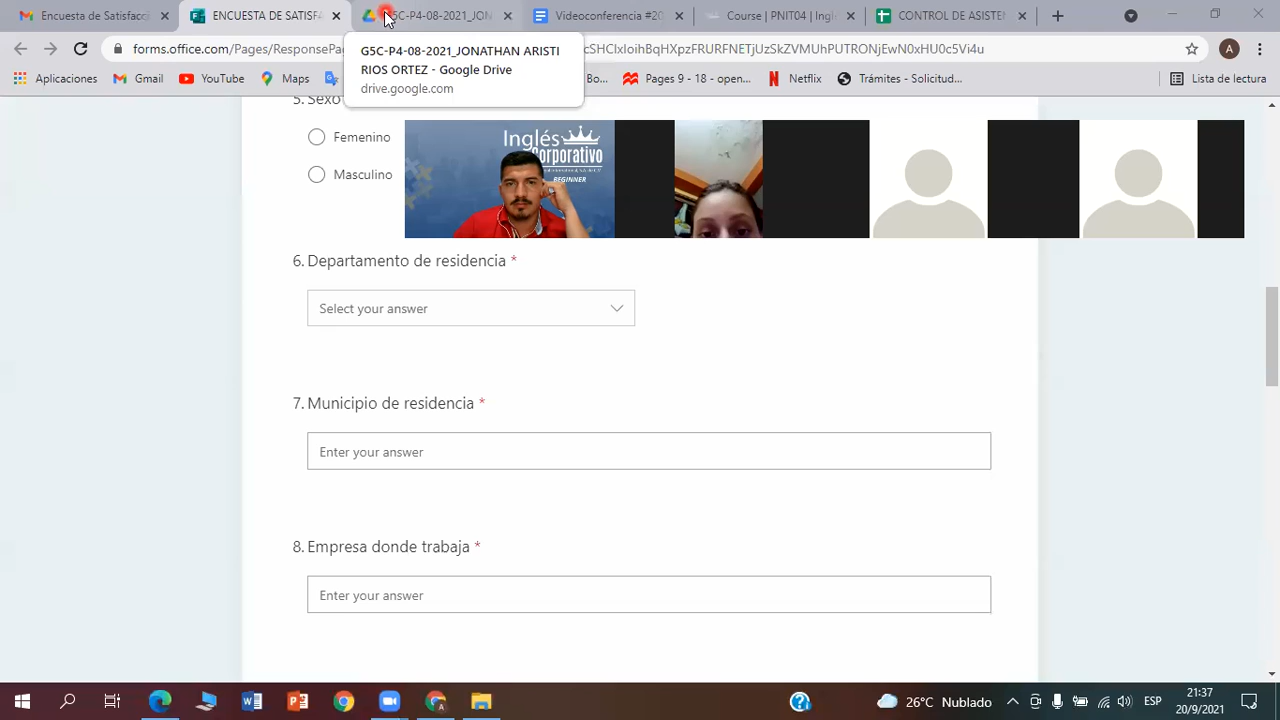 Encuesta de Satisfacci
ENCUESTA DE SATISFA
G5C-P4-08-2021_JON
Videoconferencia #20
Course | PNIT04 | Ingl
CONTROL DE ASISTEN
forms.office.com/Pages/ResponsePa
cSHCIxIoihBqHXpzFRURFNETjUzSkZVMUhPUTRONjEwN0xHU0c5Vi4u
A
G5C-P4-08-2021_JONATHAN ARISTI
RIOS ORTEZ - Google Drive
drive.google.com
Aplicaciones
Gmail
YouTube
Maps
Bo...
Pages 9 - 18 - open...
Netflix
Trámites - Solicitud...
Lista de lectura
5. Sexo
Femenino
Masculino
Inglés
Corporativo
BEGINNER
6. Departamento de residencia *
Select your answer
7. Municipio de residencia *
Enter your answer
8. Empresa donde trabaja *
Enter your answer
26°C Nublado
ESP
21:37
20/9/2021